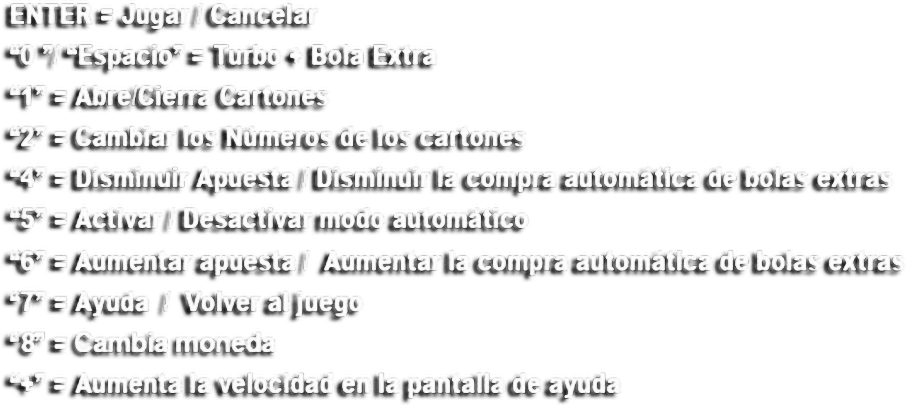 ENTER = Jugar / Cancelar
“0 ”/ “Espacio” = Turbo + Bola Extra
“1” = Abre/Cierra Cartones
“2” = Cambiar los Números de los cartones
“4” = Disminuir Apuesta / Disminuir la compra automática de bolas extras
“5” = Activar / Desactivar modo automático
“6” = Aumentar apuesta / Aumentar la compra automática de bolas extras
“7” = Ayuda / Volver al juego
“8” = Cambia moneda
“+” = Aumenta la velocidad en la pantalla de ayuda